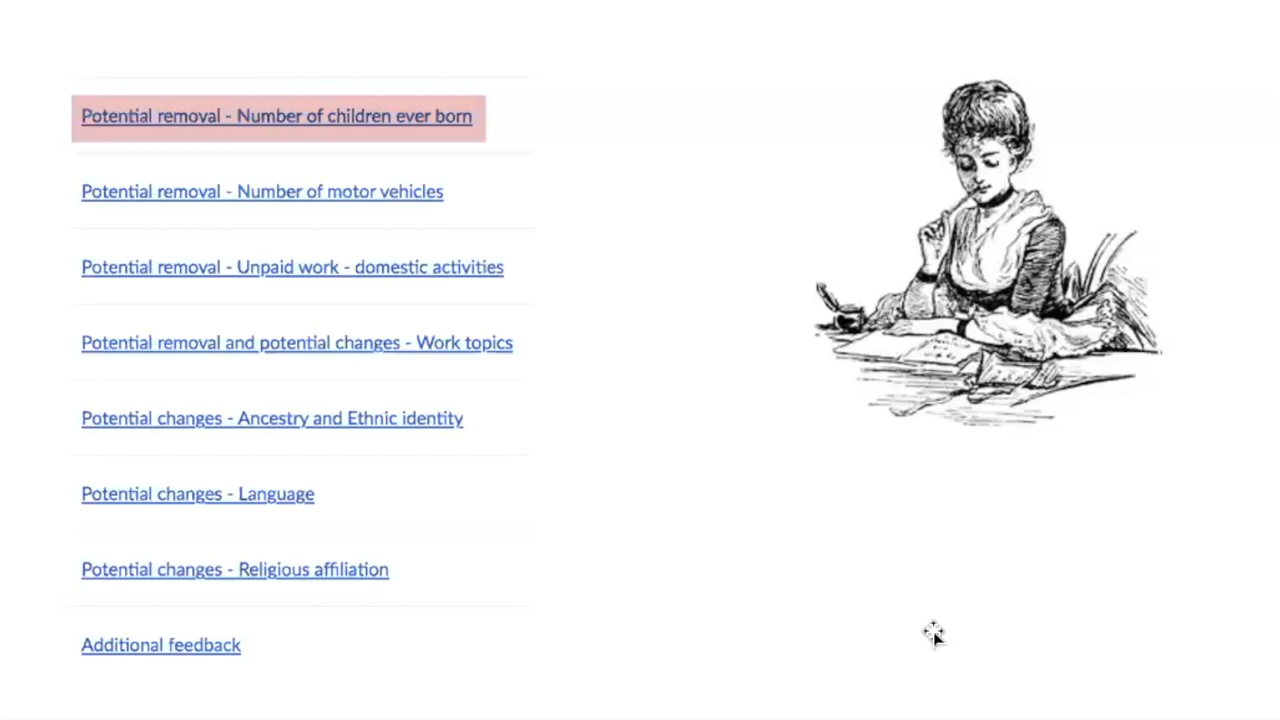 Potential removal - Number of children ever born
Potential removal - Number of motor vehicles
Potential removal - Unpaid work - domestic activities
Potential removal and potential changes - Work topics
Potential changes - Ancestry and Ethnic identity
Potential changes - Language
Potential changes - Religious affiliation
Additional feedback